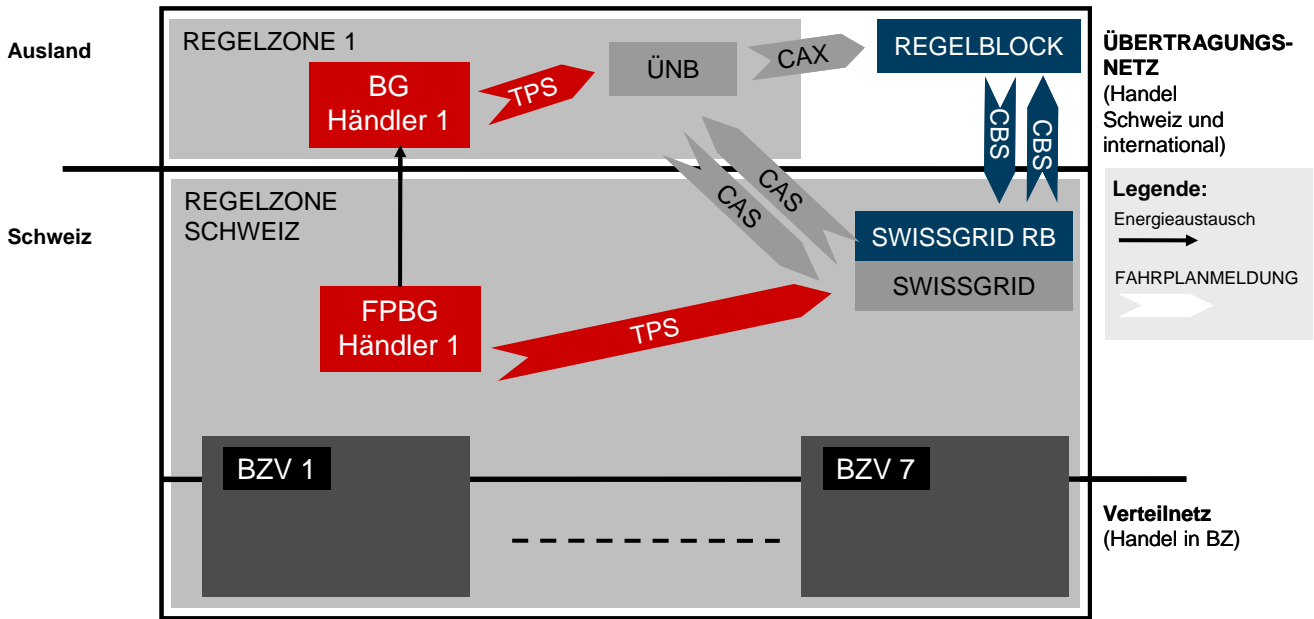 Ausland
REGELZONE 1
BG
Händler 1
TPS
ÜNB
CAX
REGELBLOCK
CBS
CBS
ÜBERTRAGUNGS-
NETZ
(Handel
Schweiz und
international)
Legende:
Energieaustausch
FAHRPLANMELDUNG
Schweiz
REGELZONE
SCHWEIZ
CAS
CAS
SWISSGRID RB
SWISSGRID
FPBG
Händler 1
TPS
BZV 1
BZV 7
Verteilnetz
(Handel in BZ)